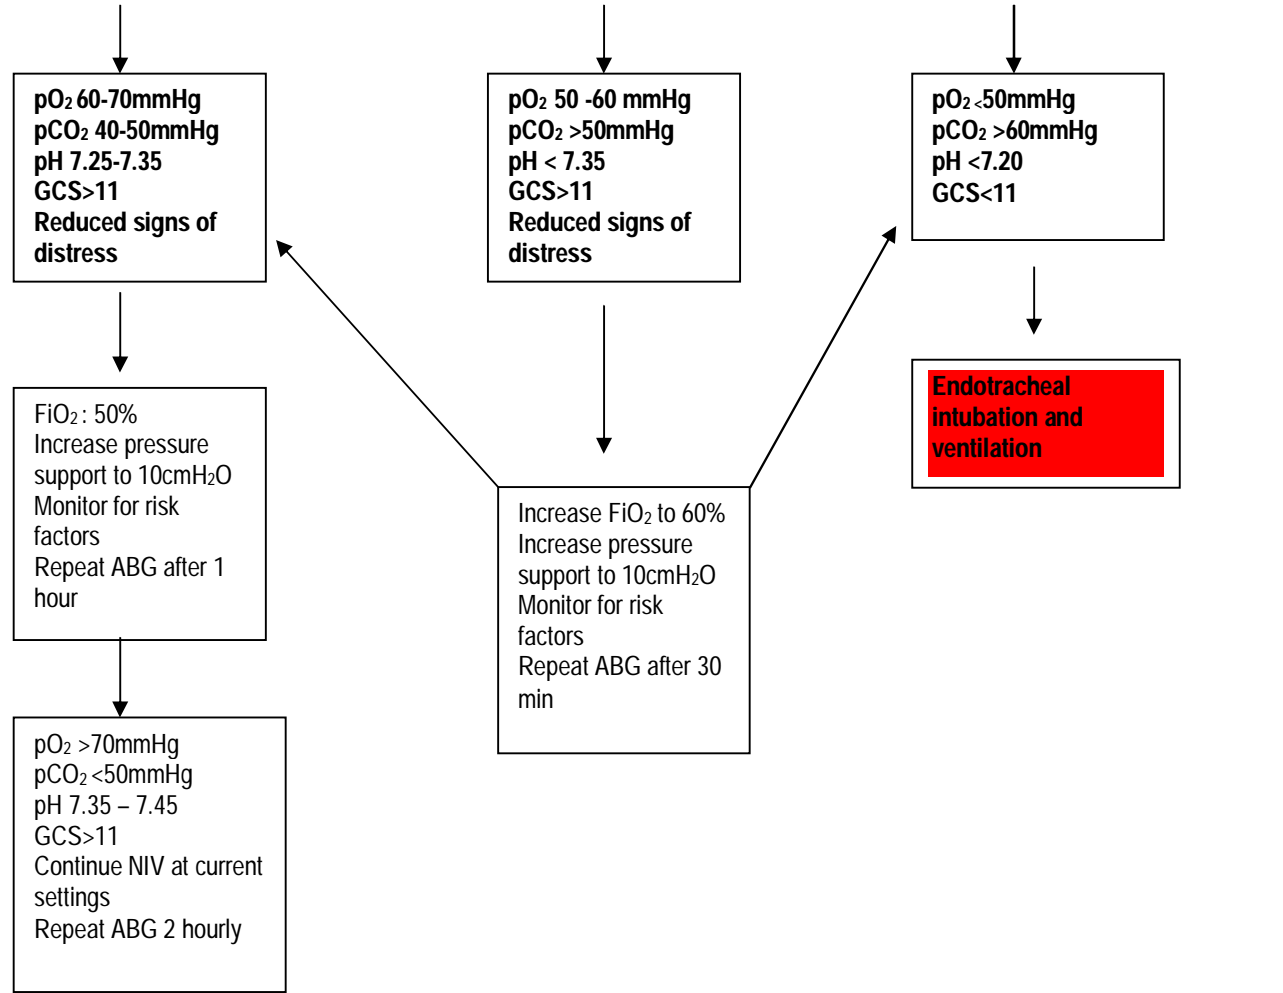 pO₂ 60-70mmHg
pCO₂ 40-50mmHg
pH 7.25-7.35
GCS>11
Reduced signs of
distress
pO₂ 50 -60 mmHg
pCO₂ >50mmHg
pH < 7.35
GCS>11
Reduced signs of
distress
pO₂ <50mmHg
pCO₂ >60mmHg
pH <7.20
GCS<11
FiO₂ : 50%
Increase pressure
support to 10cmH₂O
Monitor for risk
factors
Repeat ABG after 1
hour
Increase FiO₂ to 60%
Increase pressure
support to 10cmH₂O
Monitor for risk
factors
Repeat ABG after 30
min
Endotracheal
intubation and
ventilation
pO₂ >70mmHg
pCO₂ <50mmHg
pH 7.35 – 7.45
GCS>11
Continue NIV at current
settings
Repeat ABG 2 hourly